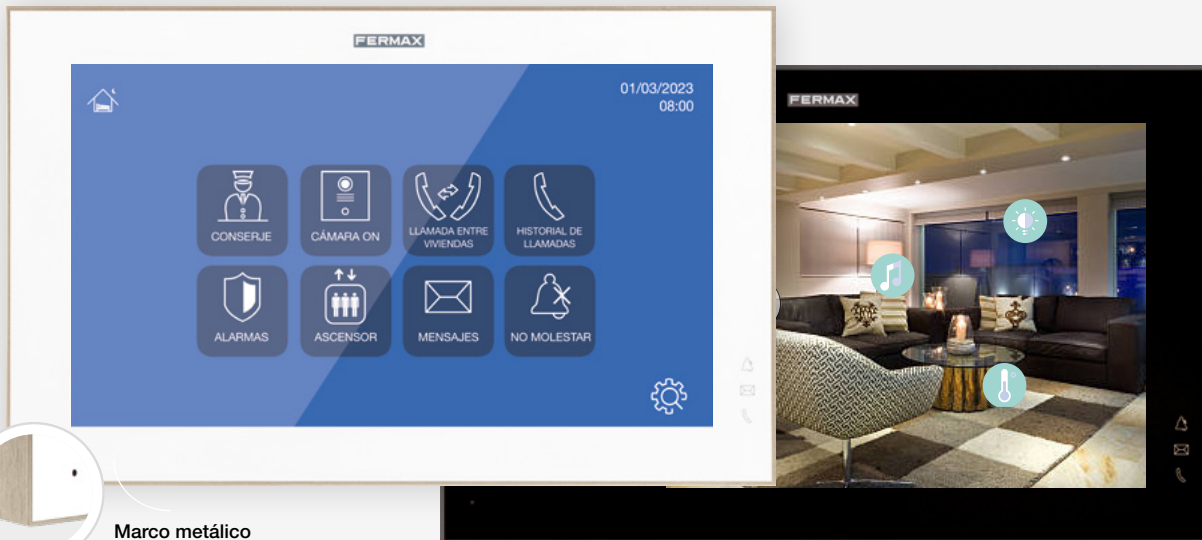 FERMAX
01/03/2023
08:00
CONSERJE
CÁMARA ON
LLAMADA ENTRE
VIVIENDAS
HISTORIAL DE
LLAMADAS
ALARMAS
ASCENSOR
MENSAJES
NO MOLESTAR
FERMAX
Marco metálico